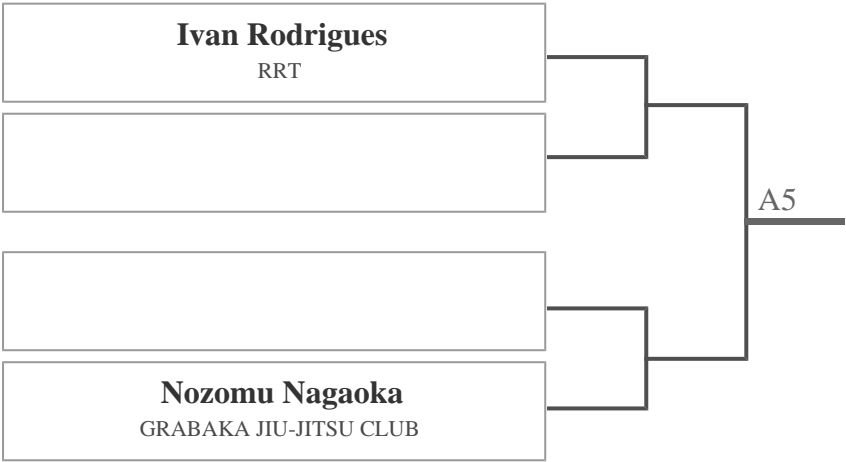 Ivan Rodrigues
RRT
A5
Nozomu Nagaoka
GRABAKA JIU-JITSU CLUB